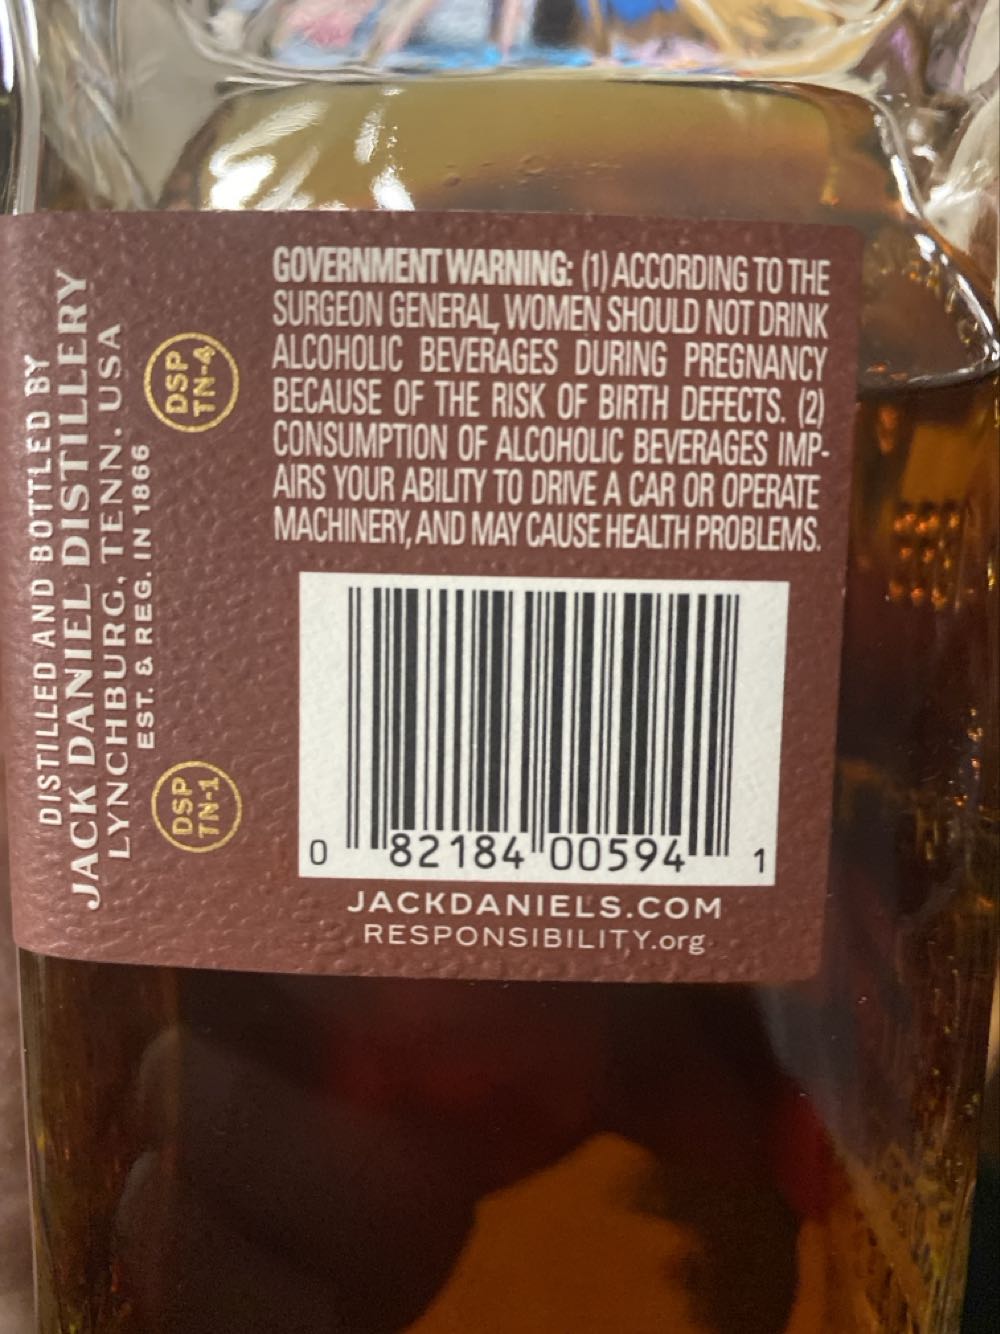 DISTILLED AND BOTTLED BY
JACK DANIEL DISTILLERY
LYNCHBURG, TENN. USA
EST. & REG. IN 1866
DSP
TN-4
DSP
TN-1
GOVERNMENT WARNING: (1) ACCORDING TO THE
SURGEON GENERAL, WOMEN SHOULD NOT DRINK
ALCOHOLIC BEVERAGES DURING PREGNANCY
BECAUSE OF THE RISK OF BIRTH DEFECTS. (2)
CONSUMPTION OF ALCOHOLIC BEVERAGES IMP-
AIRS YOUR ABILITY TO DRIVE A CAR OR OPERATE
MACHINERY, AND MAY CAUSE HEALTH PROBLEMS.
0 82184 00594 1
JACKDANIELS.COM
RESPONSIBILITY.org